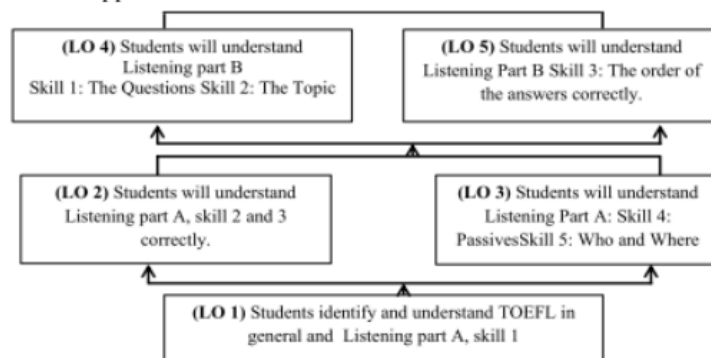 (LO 4) Students will understand
Listening part B
Skill 1: The Questions Skill 2: The Topic
(LO 5) Students will understand
Listening Part B Skill 3: The order of
the answers correctly.
(LO 2) Students will understand
Listening part A, skill 2 and 3
correctly.
(LO 3) Students will understand
Listening Part A: Skill 4:
PassivesSkill 5: Who and Where
(LO 1) Students identify and understand TOEFL in
general and Listening part A, skill 1